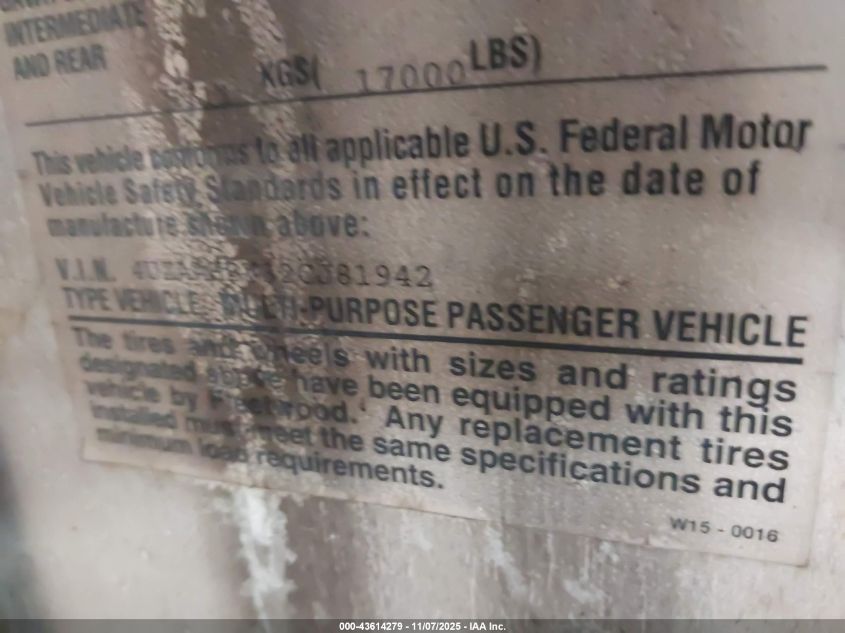 INTERMEDIATE
AND REAR
KGS( 17000 LBS)
This vehicle conforms to all applicable U.S. Federal Motor
Vehicle Safety Standards in effect on the date of
manufacture shown above:
V.I.N.
TYPE VEHICLE MULTI-PURPOSE PASSENGER VEHICLE
The tires and wheels with sizes and ratings
designated above have been equipped with this
vehicle by Fleetwood. Any replacement tires
installed must meet the same specifications and
minimum load requirements.
W15 - 0016
000-43614279 - 11/07/2025 - IAA Inc.